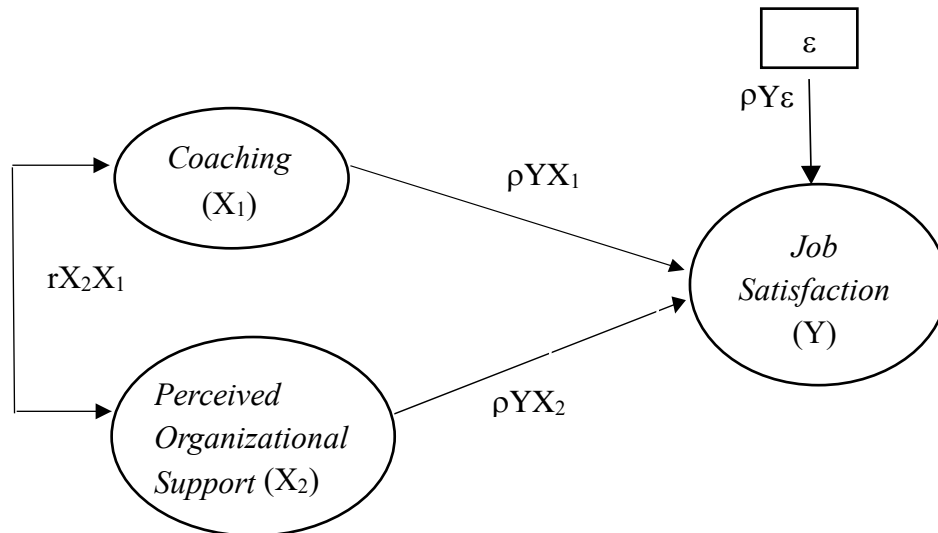 ε
ρYε
Coaching
(X₁)
ρYX₁
Job
Satisfaction
(Y)
rX₂X₁
Perceived
Organizational
Support (X₂)
ρYX₂